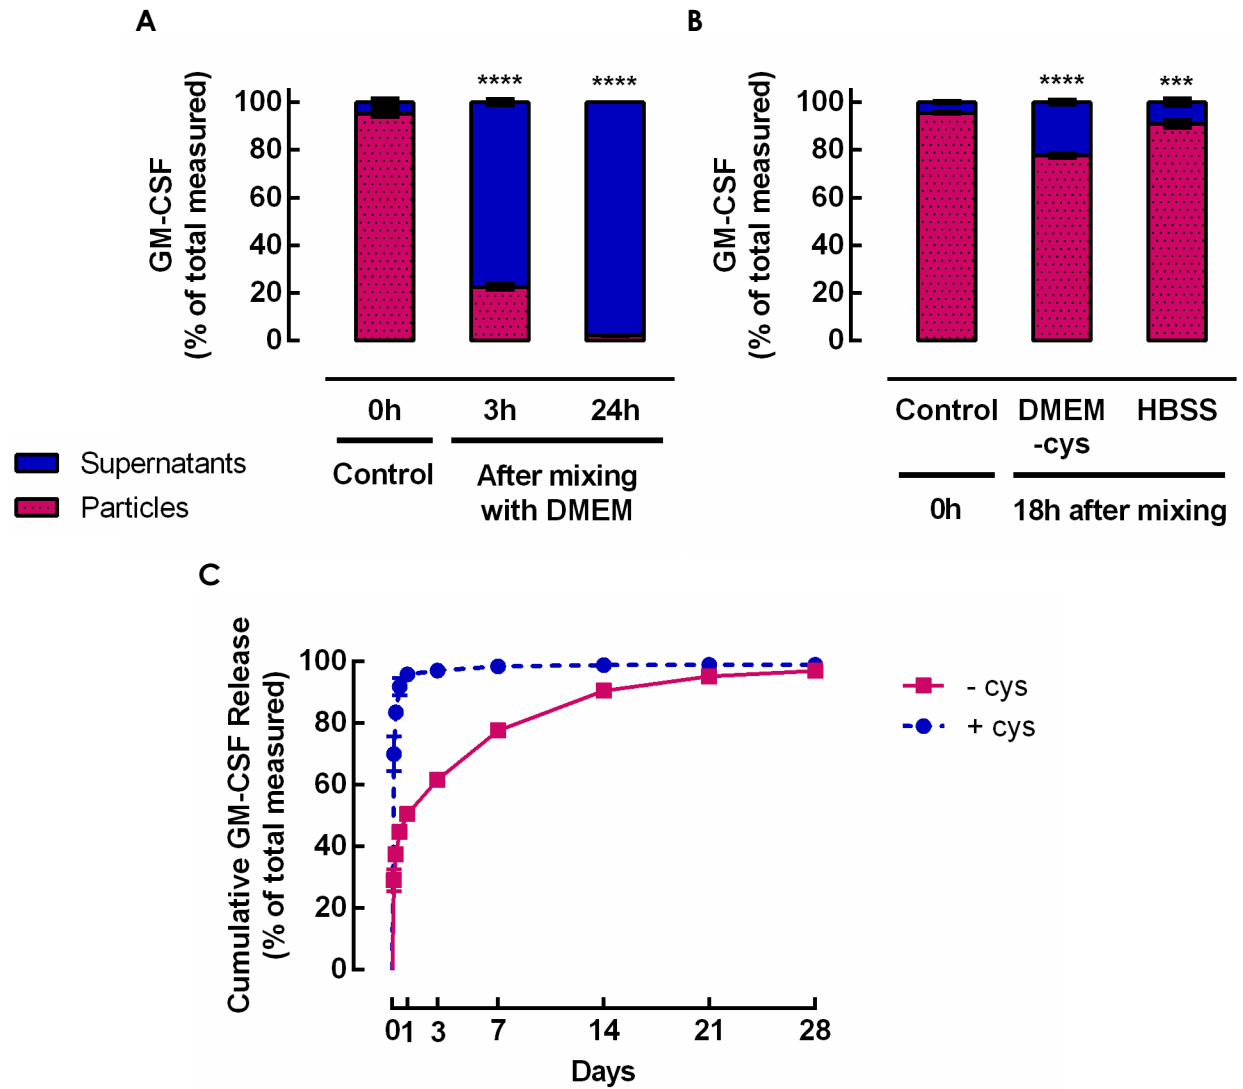 A
GM-CSF
(% of total measured)
100
80
60
40
20
0
****
****
0h
3h
24h
Control
After mixing
with DMEM
Supernatants
Particles
B
GM-CSF
(% of total measured)
100
80
60
40
20
0
****
***
Control
DMEM
-cys
HBSS
0h
18h after mixing
C
Cumulative GM-CSF Release
(% of total measured)
100
80
60
40
20
0
0 1 3 7 14 21 28
Days
- cys
+ cys